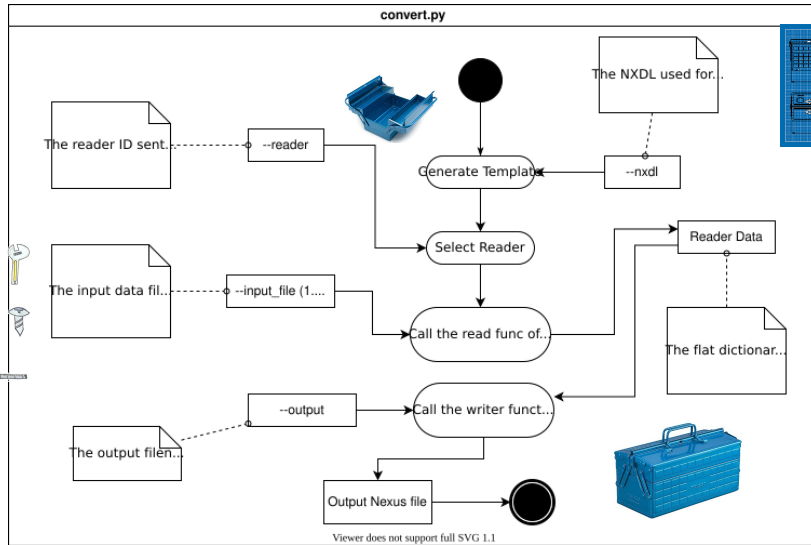 convert.py
The NXDL used for...
The reader ID sent...
--reader
Generate Templat
--nxdl
Select Reader
Reader Data
The input data fil...
--input_file (1....
Call the read func of...
The flat dictionar...
--output
Call the writer funct...
The output filen...
Output Nexus file
Viewer does not support full SVG 1.1